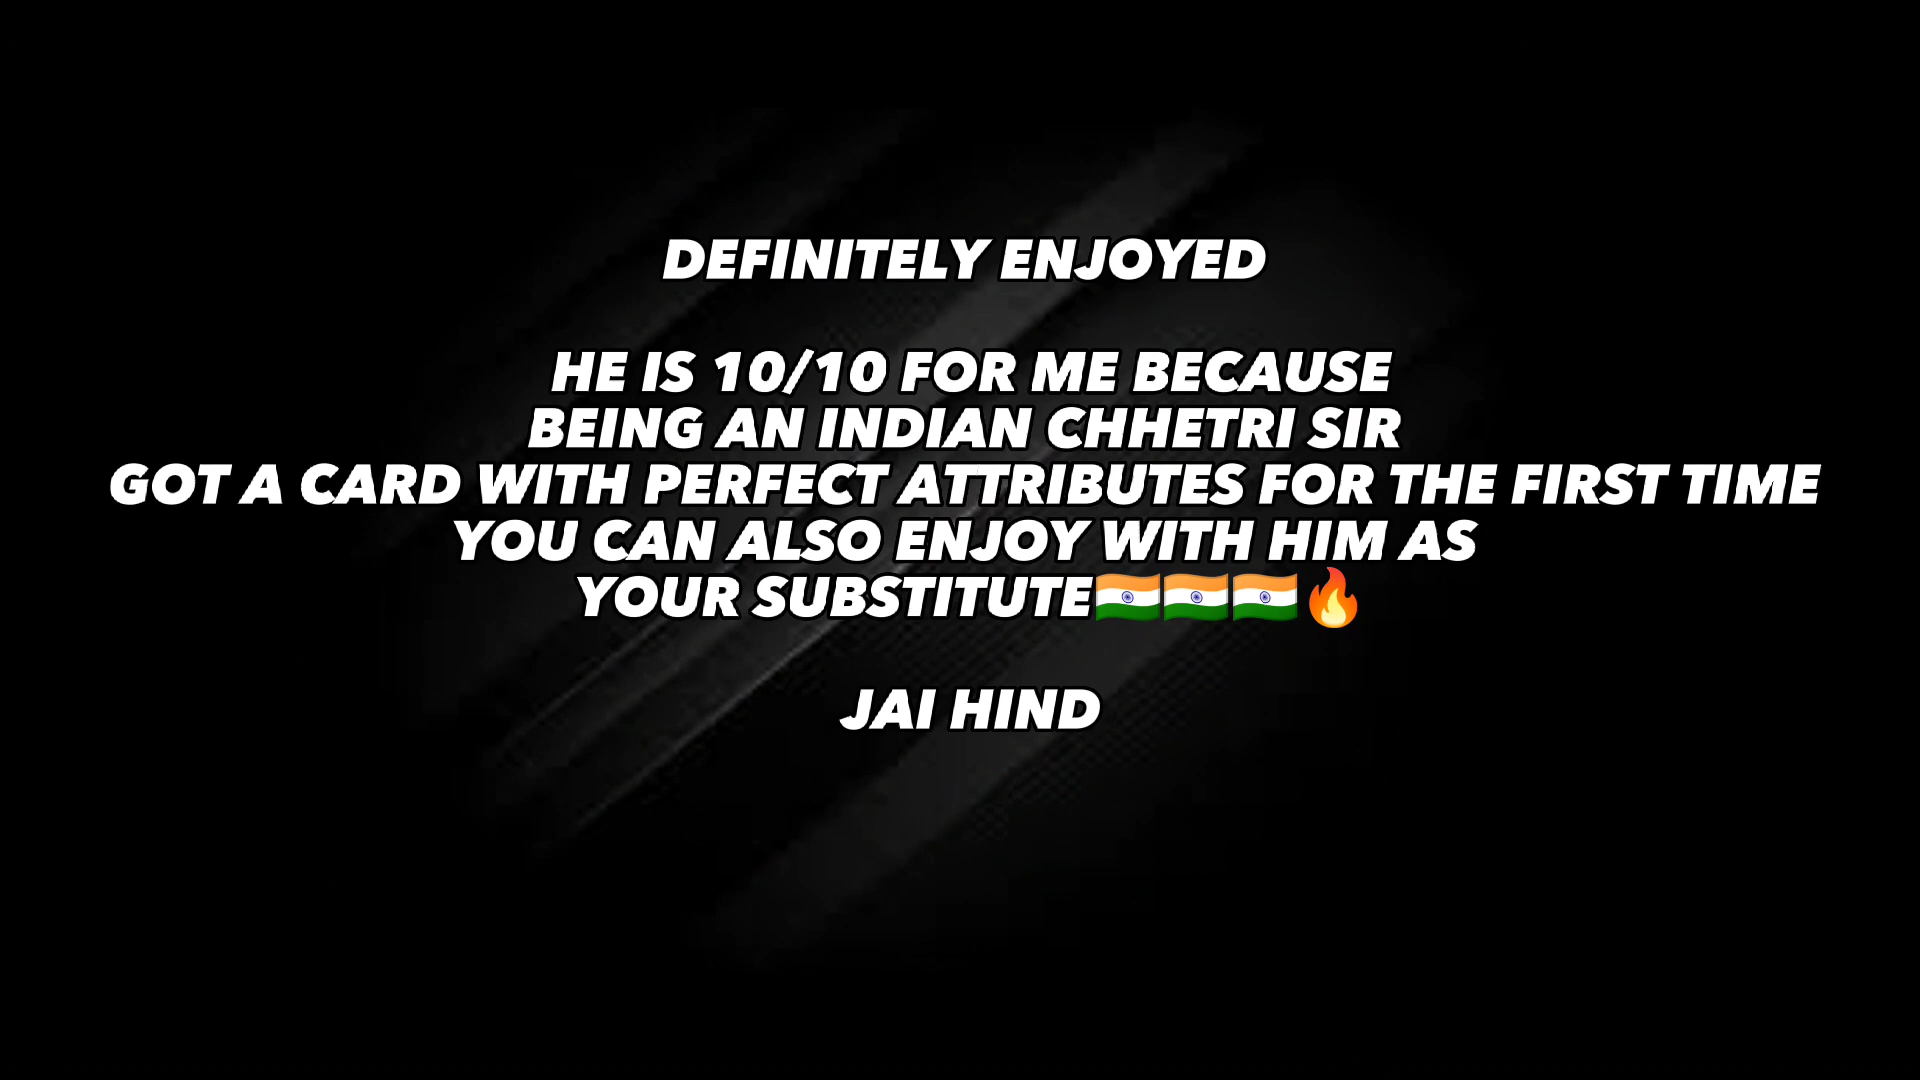 DEFINITELY ENJOYED
HE IS 10/10 FOR ME BECAUSE
BEING AN INDIAN CHHETRI SIR
GOT A CARD WITH PERFECT ATTRIBUTES FOR THE FIRST TIME
YOU CAN ALSO ENJOY WITH HIM AS
YOUR SUBSTITUTE🇮🇳🇮🇳🇮🇳🔥
JAI HIND